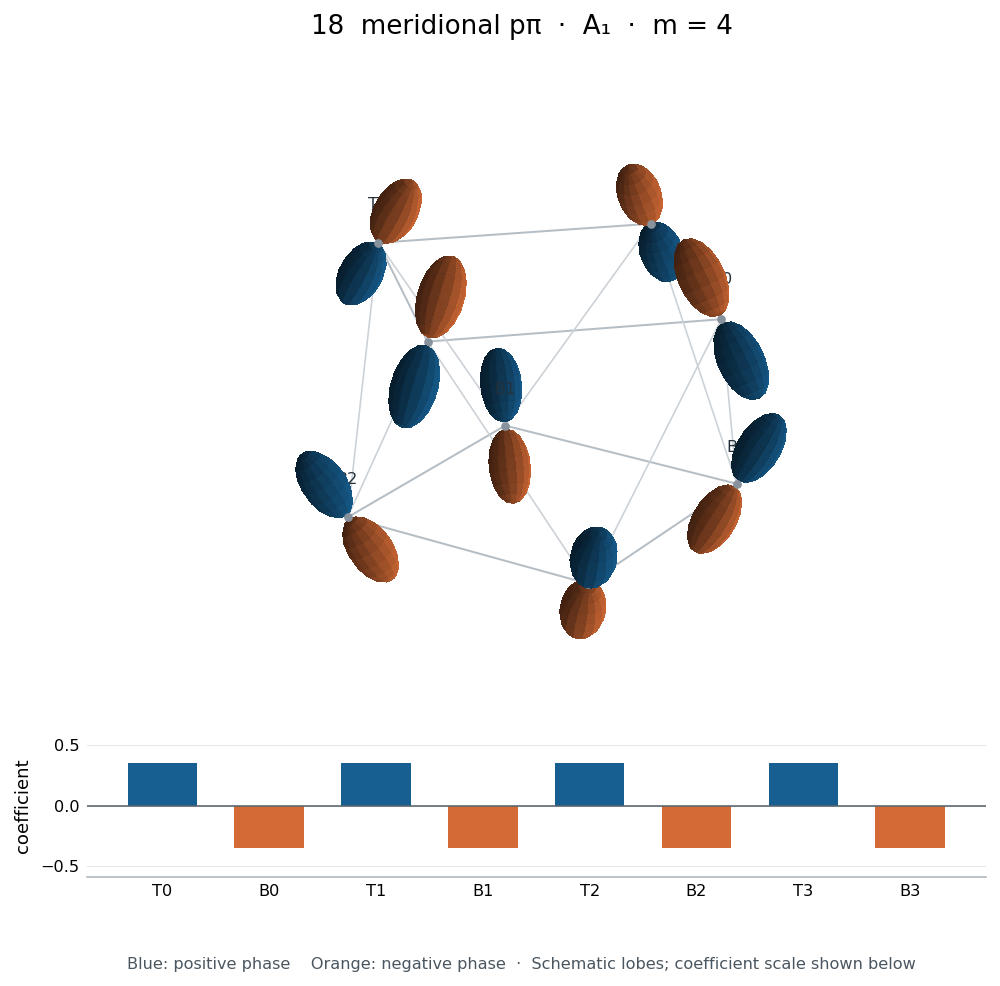 18 meridional pπ · A₁ · m = 4
coefficient
0.5
0.0
−0.5
T0 B0 T1 B1 T2 B2 T3 B3
Blue: positive phase Orange: negative phase · Schematic lobes; coefficient scale shown below